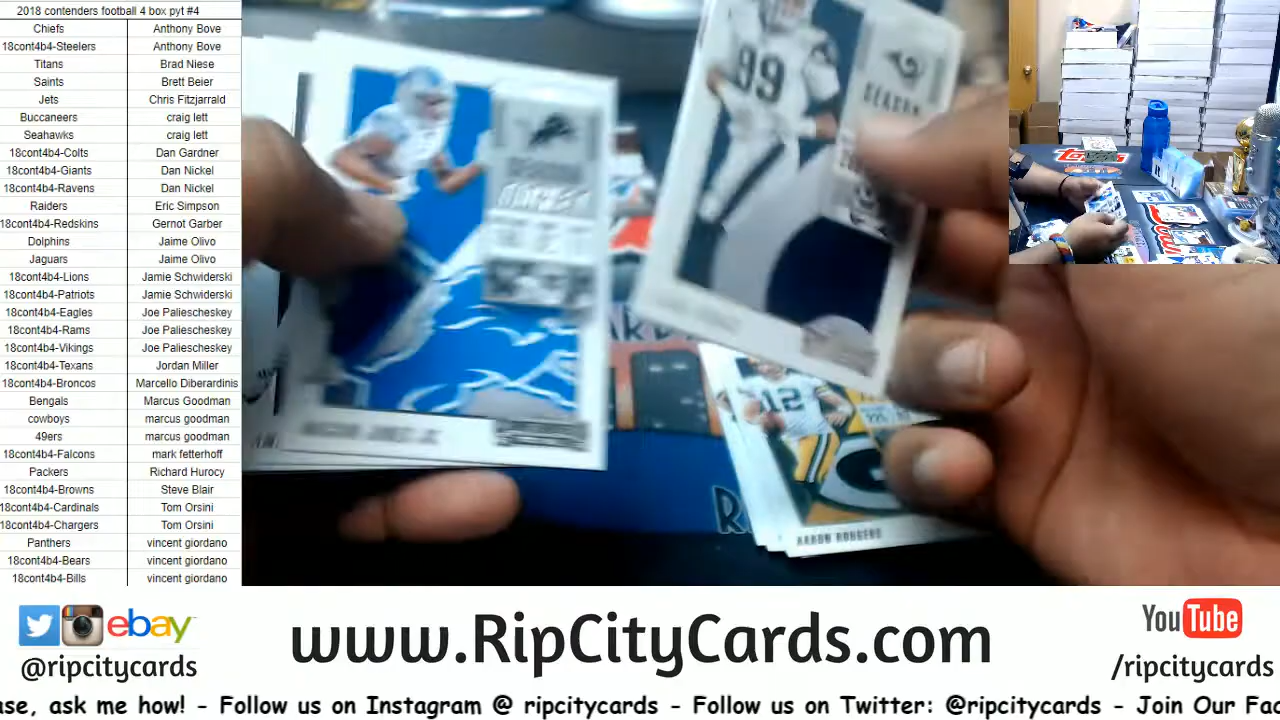 2018 contenders football 4 box pyt #4
Chiefs Anthony Bove
18cont4b4-Steelers Anthony Bove
Titans Brad Niese
Saints Brett Beier
Jets Chris Fitzjarrald
Buccaneers craig lett
Seahawks craig lett
18cont4b4-Colts Dan Gardner
18cont4b4-Giants Dan Nickel
18cont4b4-Ravens Dan Nickel
Raiders Eric Simpson
18cont4b4-Redskins Gernot Garber
Dolphins Jaime Olivo
Jaguars Jaime Olivo
18cont4b4-Lions Jamie Schwiderski
18cont4b4-Patriots Jamie Schwiderski
18cont4b4-Eagles Joe Paliescheskey
18cont4b4-Rams Joe Paliescheskey
18cont4b4-Vikings Joe Paliescheskey
18cont4b4-Texans Jordan Miller
18cont4b4-Broncos Marcello Diberardinis
Bengals Marcus Goodman
cowboys marcus goodman
49ers marcus goodman
18cont4b4-Falcons mark fetterhoff
Packers Richard Hurocy
18cont4b4-Browns Steve Blair
18cont4b4-Cardinals Tom Orsini
18cont4b4-Chargers Tom Orsini
Panthers vincent giordano
18cont4b4-Bears vincent giordano
18cont4b4-Bills vincent giordano
99
SEASON
12
AARON RODGERS
ebay
@ripcitycards
www.RipCityCards.com
YouTube
/ripcitycards
ase, ask me how! - Follow us on Instagram @ ripcitycards - Follow us on Twitter: @ripcitycards - Join Our Fac